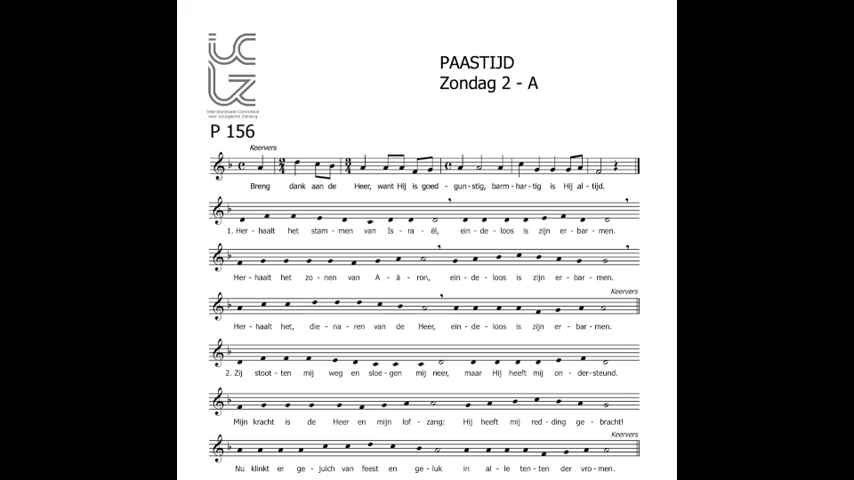 iuc
lz
Interdiocesane Commissie
voor Liturgische Zielzorg
PAASTIJD
Zondag 2 - A
P 156
Keervers
Breng dank aan de Heer, want Hij is goed - gun-stig, barm-har-tig is Hij al-tijd.
1. Her-haalt het stam-men van Is-ra-ël, ein-de-loos is zijn er-bar-men.
Her-haalt het zo-nen van A-ä-ron, ein-de-loos is zijn er-bar-men.
Keervers
Her-haalt het, die-na-ren van de Heer, ein-de-loos is zijn er-bar-men.
2. Zij stoot-ten mij weg en sloe-gen mij neer, maar Hij heeft mij on-der-steund.
Mijn kracht is de Heer en mijn lof-zang: Hij heeft mij red-ding ge-bracht!
Keervers
Nu klinkt er ge-juich van feest en ge-luk in al-le ten-ten der vro-men.